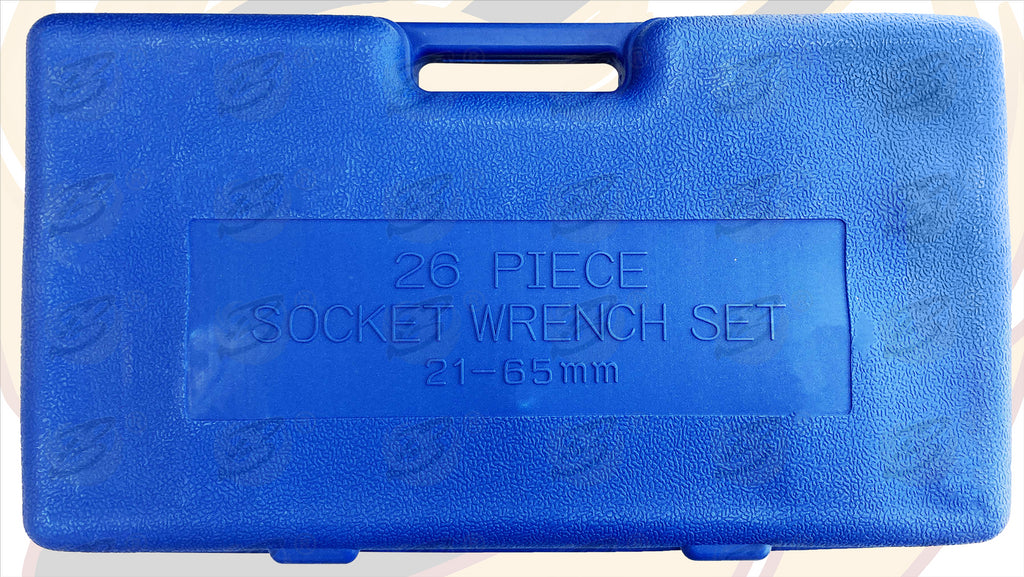 26 PIECE
SOCKET WRENCH SET
21-65mm